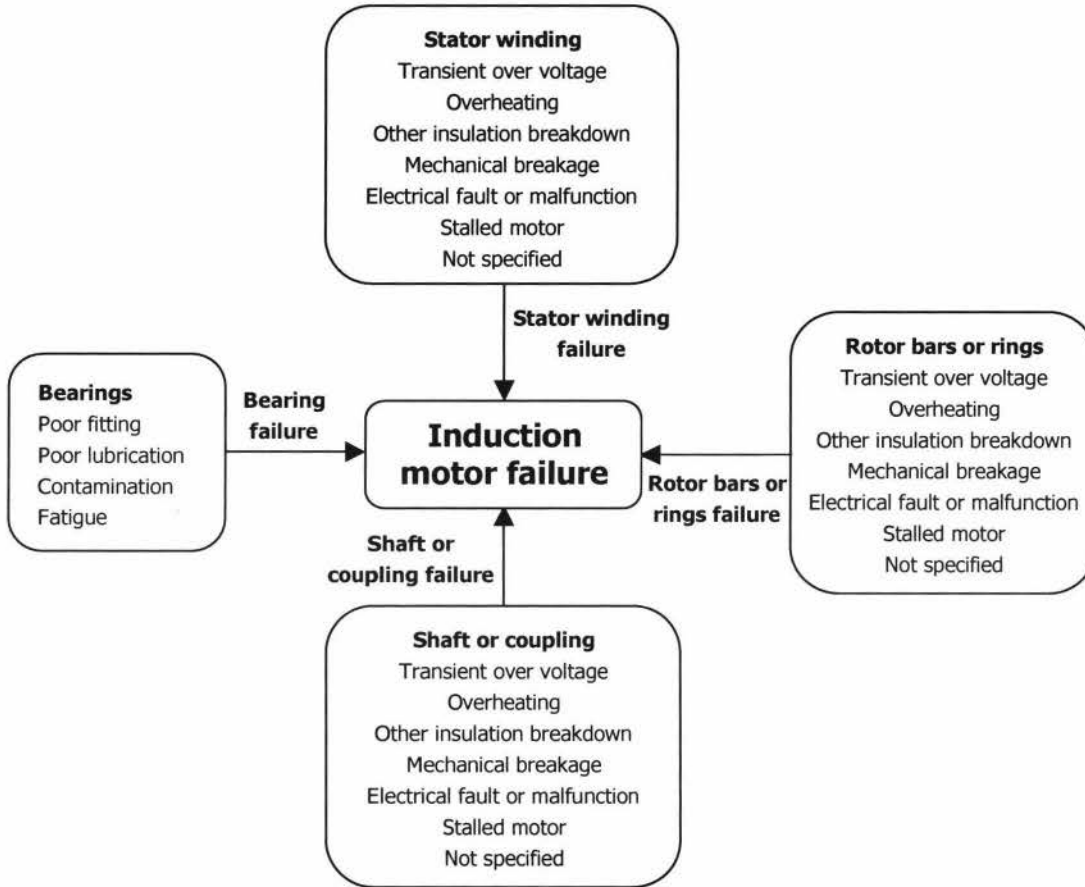 Stator winding
Transient over voltage
Overheating
Other insulation breakdown
Mechanical breakage
Electrical fault or malfunction
Stalled motor
Not specified
Stator winding
failure
Bearings
Poor fitting
Poor lubrication
Contamination
Fatigue
Bearing
failure
Induction
motor failure
Rotor bars or
rings failure
Rotor bars or rings
Transient over voltage
Overheating
Other insulation breakdown
Mechanical breakage
Electrical fault or malfunction
Stalled motor
Not specified
Shaft or
coupling failure
Shaft or coupling
Transient over voltage
Overheating
Other insulation breakdown
Mechanical breakage
Electrical fault or malfunction
Stalled motor
Not specified